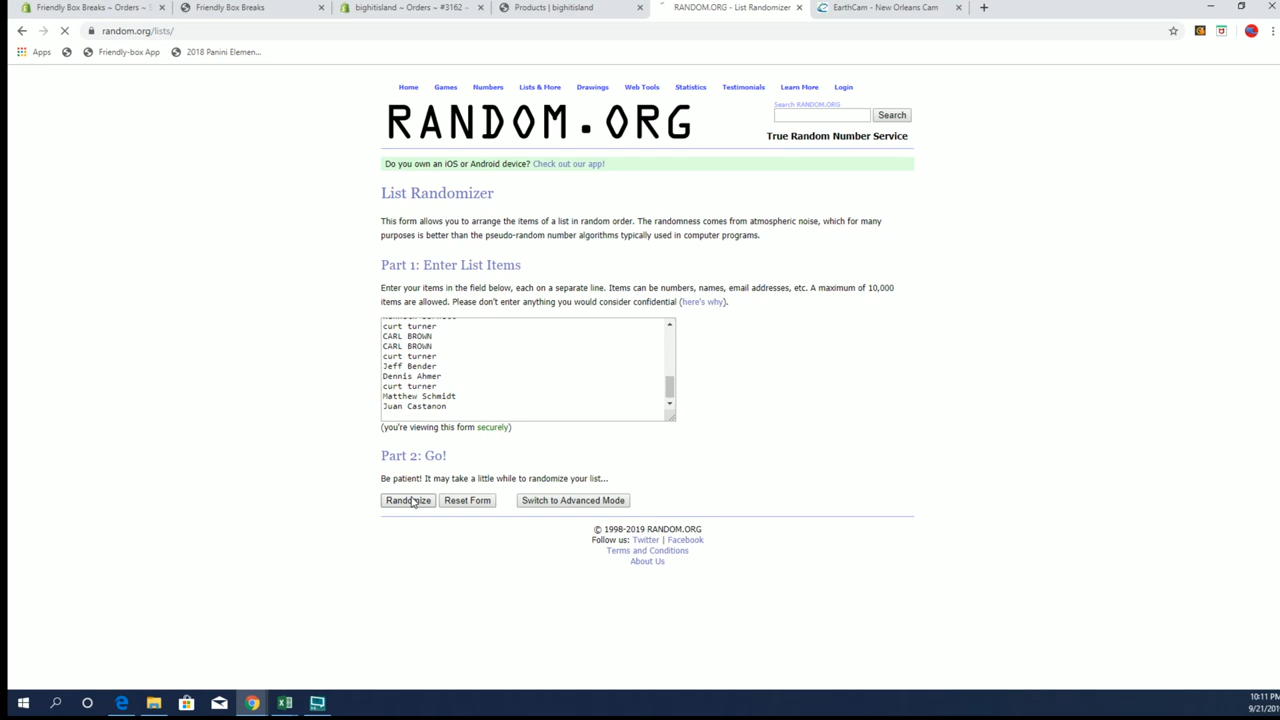 Friendly Box Breaks ~ Orders ~ S
Friendly Box Breaks
bighitisland ~ Orders ~ #3162 ~
Products | bighitisland
RANDOM.ORG - List Randomizer
EarthCam - New Orleans Cam
random.org/lists/
Apps
Friendly-box App
2018 Panini Elemen...
Home
Games
Numbers
Lists & More
Drawings
Web Tools
Statistics
Testimonials
Learn More
Login
RANDOM.ORG
Search RANDOM.ORG
Search
True Random Number Service
Do you own an iOS or Android device? Check out our app!
List Randomizer
This form allows you to arrange the items of a list in random order. The randomness comes from atmospheric noise, which for many
purposes is better than the pseudo-random number algorithms typically used in computer programs.
Part 1: Enter List Items
Enter your items in the field below, each on a separate line. Items can be numbers, names, email addresses, etc. A maximum of 10,000
items are allowed. Please don't enter anything you would consider confidential (here's why).
curt turner
CARL BROWN
CARL BROWN
curt turner
Jeff Bender
Dennis Ahmer
curt turner
Matthew Schmidt
Juan Castanon
(you're viewing this form securely)
Part 2: Go!
Be patient! It may take a little while to randomize your list...
Randomize
Reset Form
Switch to Advanced Mode
© 1998-2019 RANDOM.ORG
Follow us: Twitter | Facebook
Terms and Conditions
About Us
10:11 PM
9/21/201